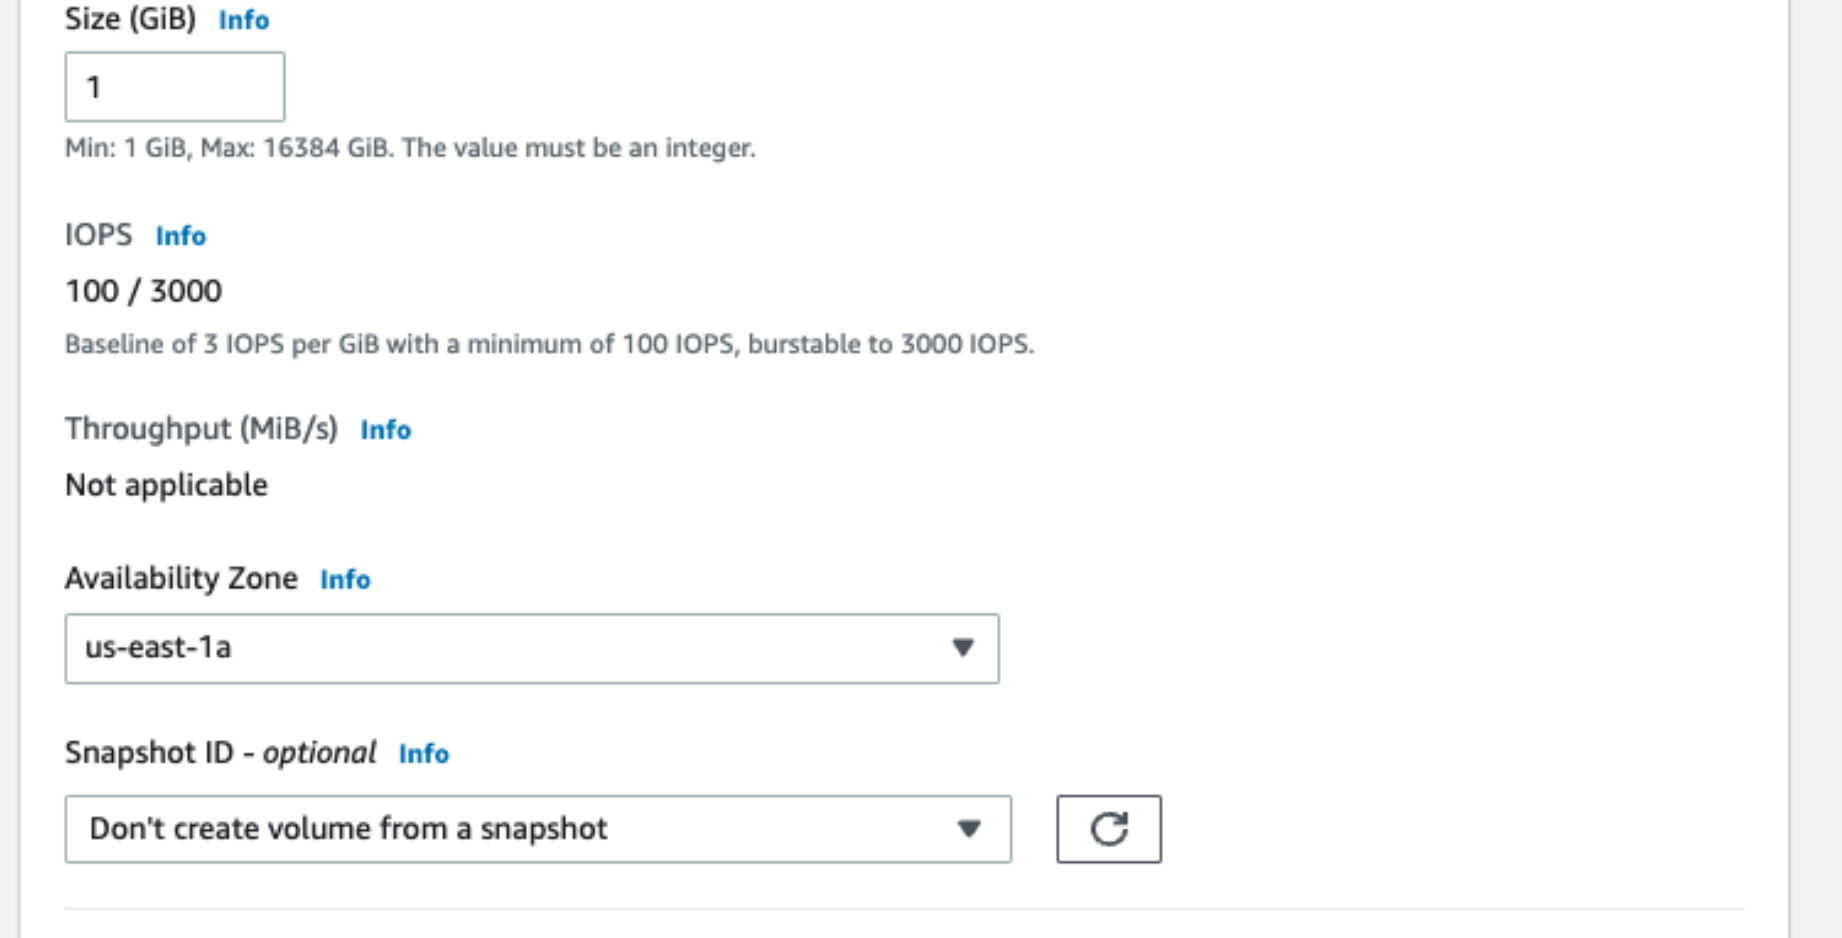 Size (GiB) Info
1
Min: 1 GiB, Max: 16384 GiB. The value must be an integer.
IOPS Info
100 / 3000
Baseline of 3 IOPS per GiB with a minimum of 100 IOPS, burstable to 3000 IOPS.
Throughput (MiB/s) Info
Not applicable
Availability Zone Info
us-east-1a
Snapshot ID - optional Info
Don't create volume from a snapshot